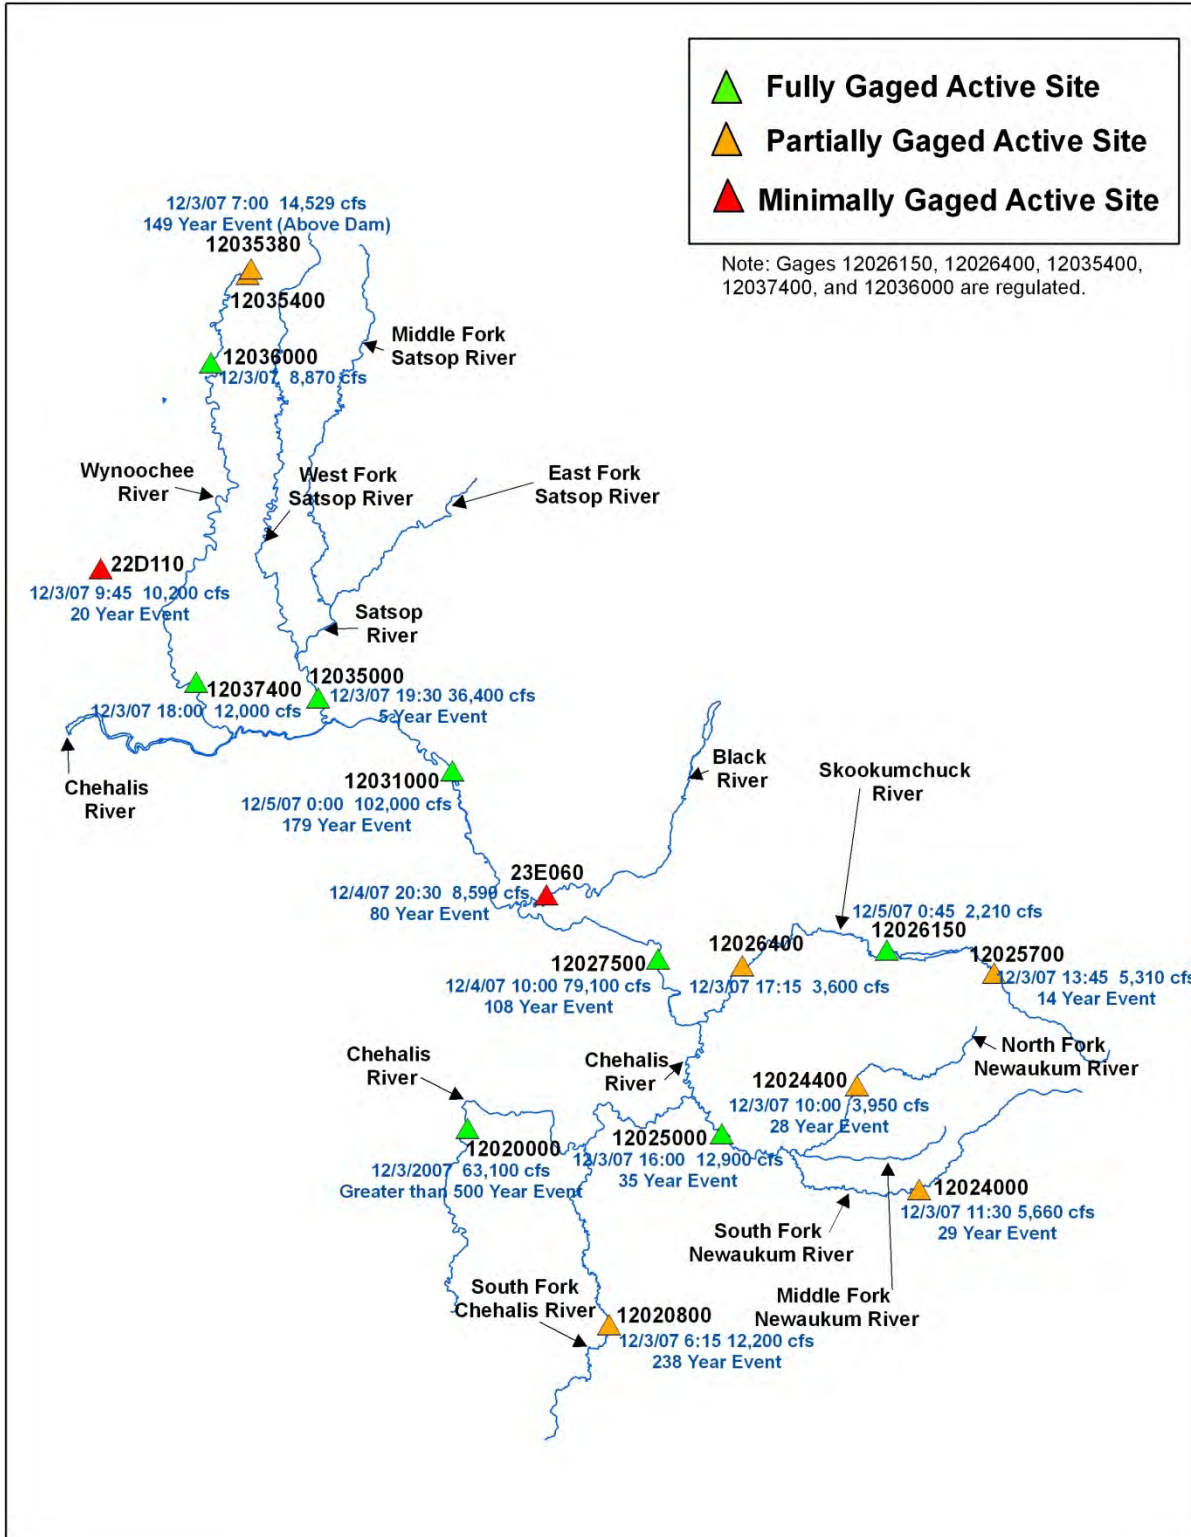 Fully Gaged Active Site
Partially Gaged Active Site
Minimally Gaged Active Site
Note: Gages 12026150, 12026400, 12035400,
12037400, and 12036000 are regulated.
12/3/07 7:00 14,529 cfs
149 Year Event (Above Dam)
12035380
12035400
Middle Fork
Satsop River
12036000
12/3/07 8,870 cfs
Wynoochee
River
West Fork
Satsop River
East Fork
Satsop River
22D110
12/3/07 9:45 10,200 cfs
20 Year Event
Satsop
River
12035000
12/3/07 19:30 36,400 cfs
5 Year Event
12037400
12/3/07 18:00 12,000 cfs
Chehalis
River
12031000
12/5/07 0:00 102,000 cfs
179 Year Event
Black
River
Skookumchuck
River
23E060
12/4/07 20:30 8,590 cfs
80 Year Event
12/5/07 0:45 2,210 cfs
12026150
12026400
12/3/07 17:15 3,600 cfs
12025700
12/3/07 13:45 5,310 cfs
14 Year Event
12027500
12/4/07 10:00 79,100 cfs
108 Year Event
North Fork
Newaukum River
Chehalis
River
Chehalis
River
12024400
12/3/07 10:00 3,950 cfs
28 Year Event
12020000
12/3/2007 63,100 cfs
Greater than 500 Year Event
12025000
12/3/07 16:00 12,900 cfs
35 Year Event
12024000
12/3/07 11:30 5,660 cfs
29 Year Event
South Fork
Newaukum River
Middle Fork
Newaukum River
South Fork
Chehalis River
12020800
12/3/07 6:15 12,200 cfs
238 Year Event